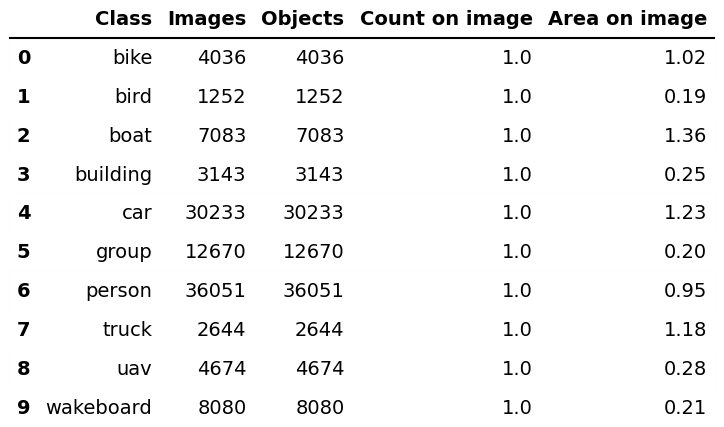 Class Images Objects Count on image Area on image
0 bike 4036 4036 1.0 1.02
1 bird 1252 1252 1.0 0.19
2 boat 7083 7083 1.0 1.36
3 building 3143 3143 1.0 0.25
4 car 30233 30233 1.0 1.23
5 group 12670 12670 1.0 0.20
6 person 36051 36051 1.0 0.95
7 truck 2644 2644 1.0 1.18
8 uav 4674 4674 1.0 0.28
9 wakeboard 8080 8080 1.0 0.21